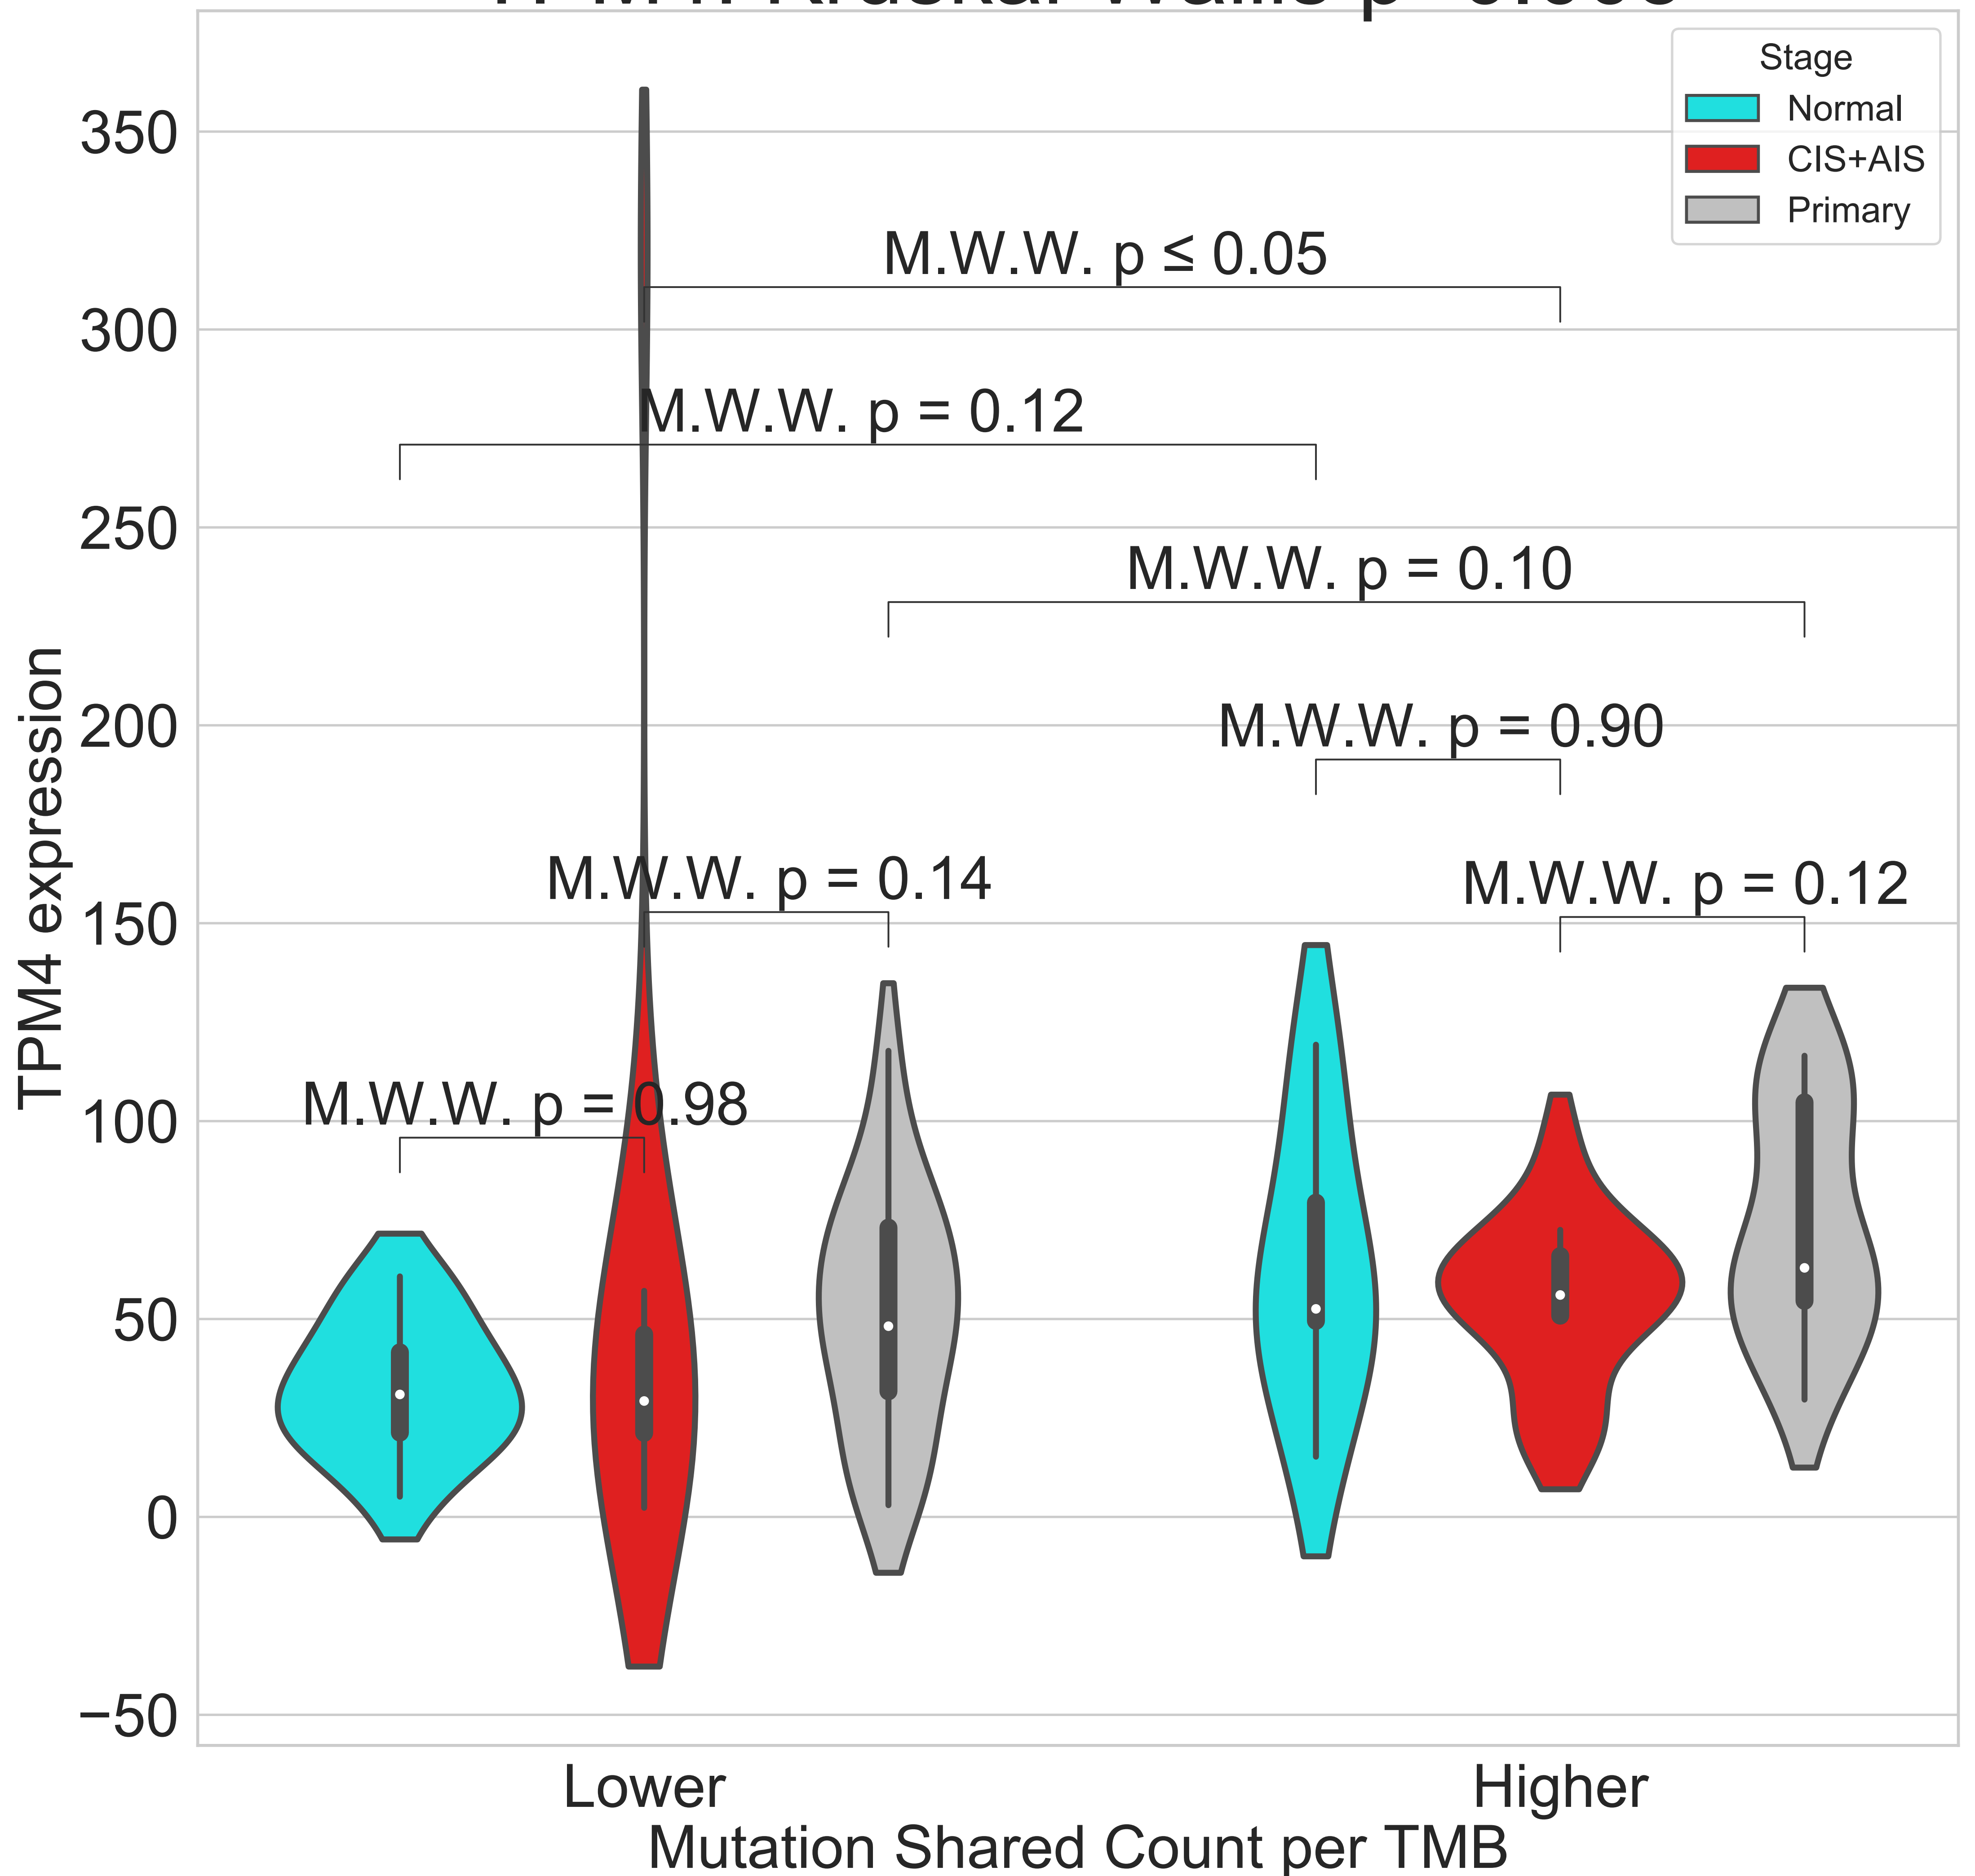 Stage
Normal
CIS+AIS
Primary
350
300
250
200
150
100
50
0
−50
TPM4 expression
M.W.W. p ≤ 0.05
M.W.W. p = 0.12
M.W.W. p = 0.10
M.W.W. p = 0.90
M.W.W. p = 0.14
M.W.W. p = 0.12
M.W.W. p = 0.98
Lower
Higher
Mutation Shared Count per TMB